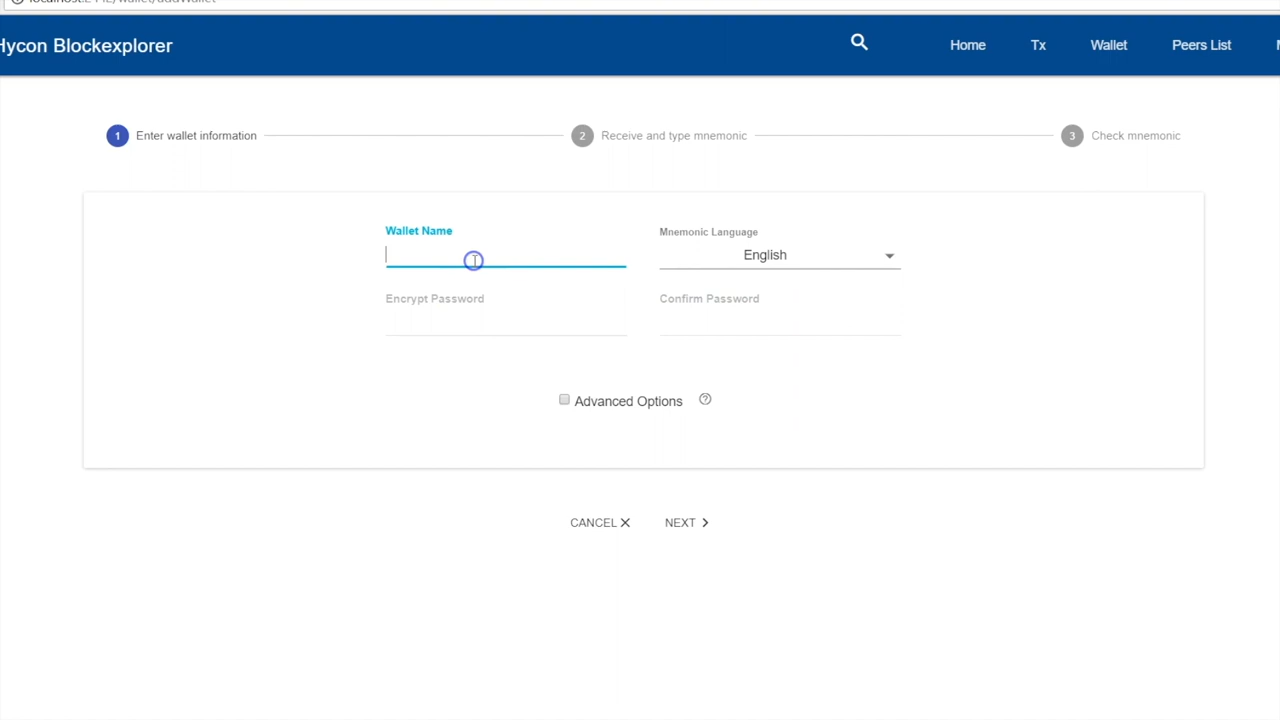 Hycon Blockexplorer
Home
Tx
Wallet
Peers List
1 Enter wallet information
2 Receive and type mnemonic
3 Check mnemonic
Wallet Name
Mnemonic Language
English
Encrypt Password
Confirm Password
Advanced Options
CANCEL
NEXT